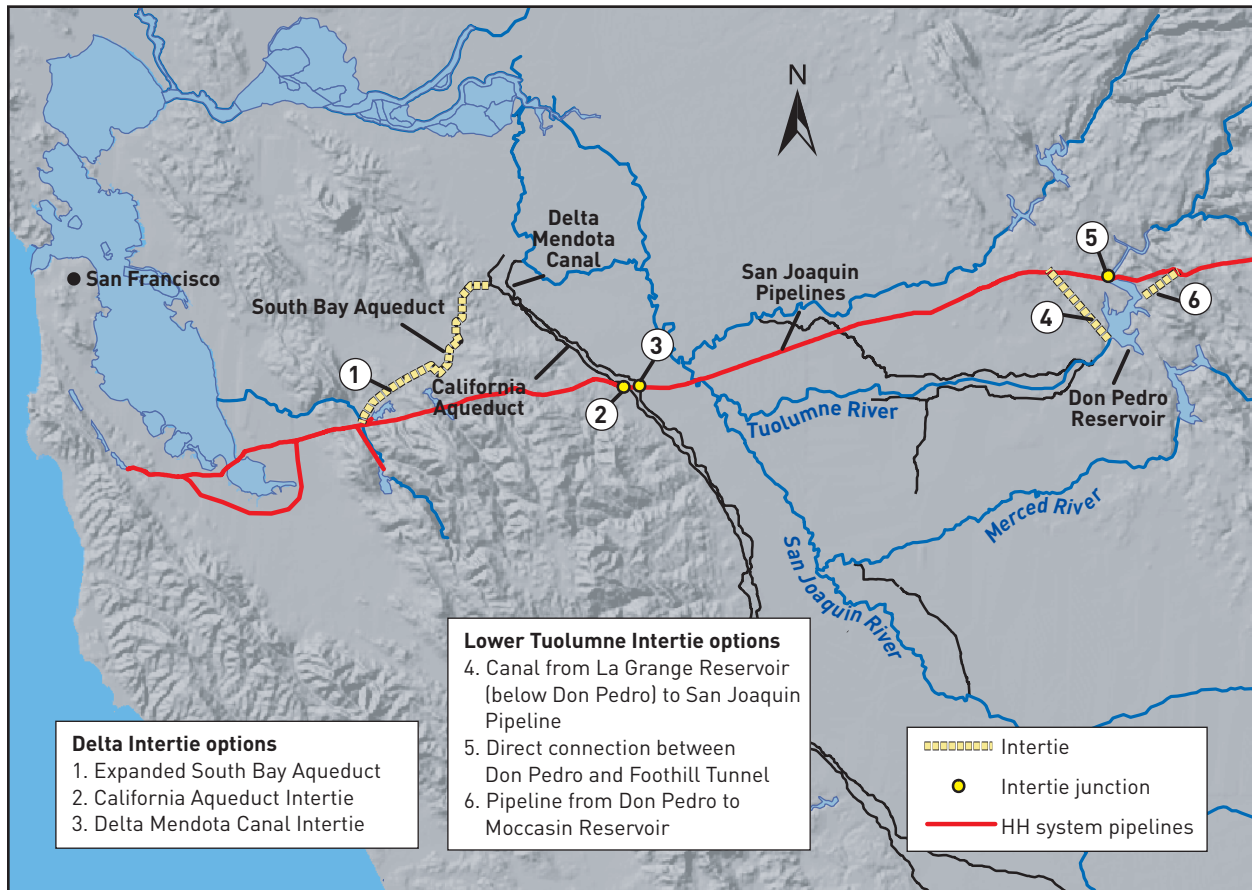 N
San Francisco
Delta
Mendota
Canal
South Bay Aqueduct
San Joaquin
Pipelines
5
6
4
3
1
2
California
Aqueduct
Tuolumne River
Don Pedro
Reservoir
Merced River
San Joaquin River
Delta Intertie options
1. Expanded South Bay Aqueduct
2. California Aqueduct Intertie
3. Delta Mendota Canal Intertie
Lower Tuolumne Intertie options
4. Canal from La Grange Reservoir
(below Don Pedro) to San Joaquin
Pipeline
5. Direct connection between
Don Pedro and Foothill Tunnel
6. Pipeline from Don Pedro to
Moccasin Reservoir
Intertie
Intertie junction
HH system pipelines